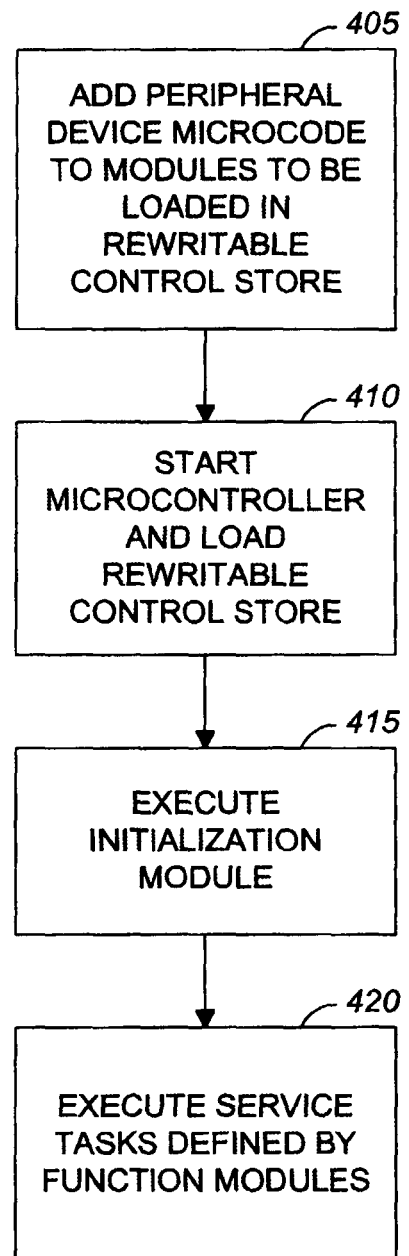 405
ADD PERIPHERAL
DEVICE MICROCODE
TO MODULES TO BE
LOADED IN
REWRITABLE
CONTROL STORE
410
START
MICROCONTROLLER
AND LOAD
REWRITABLE
CONTROL STORE
415
EXECUTE
INITIALIZATION
MODULE
420
EXECUTE SERVICE
TASKS DEFINED BY
FUNCTION MODULES